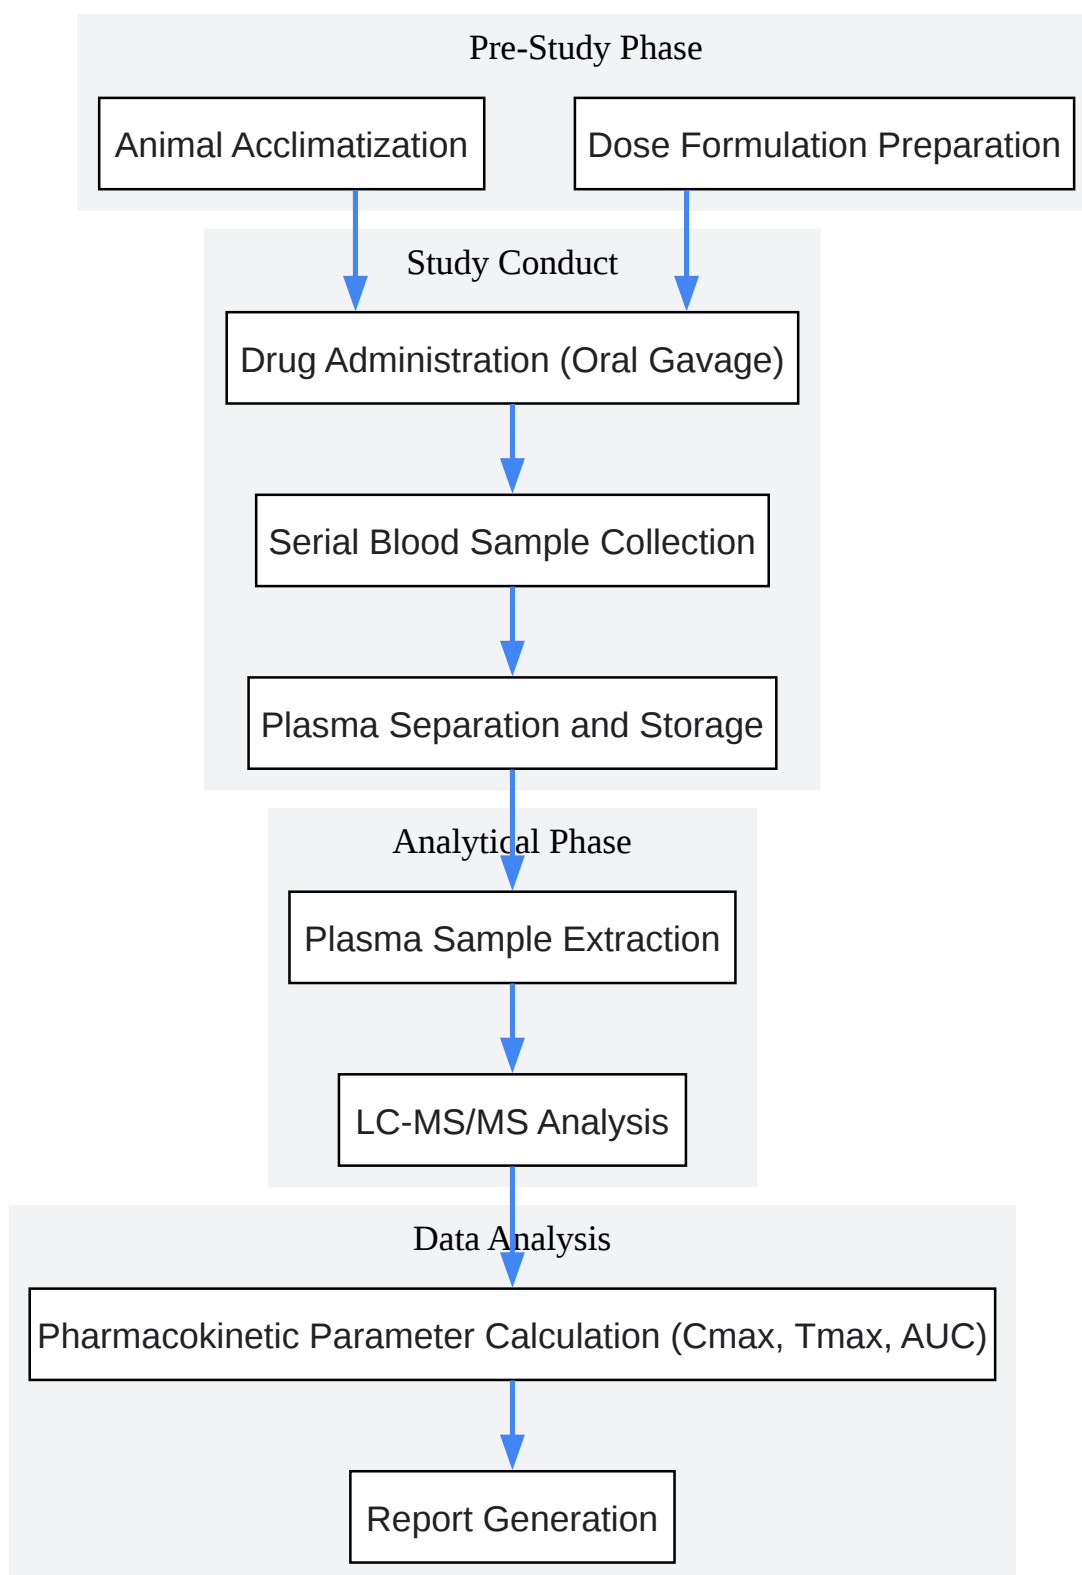 Pre-Study Phase
Animal Acclimatization
Dose Formulation Preparation
Study Conduct
Drug Administration (Oral Gavage)
Serial Blood Sample Collection
Plasma Separation and Storage
Analytical Phase
Plasma Sample Extraction
LC-MS/MS Analysis
Data Analysis
Pharmacokinetic Parameter Calculation (Cmax, Tmax, AUC)
Report Generation